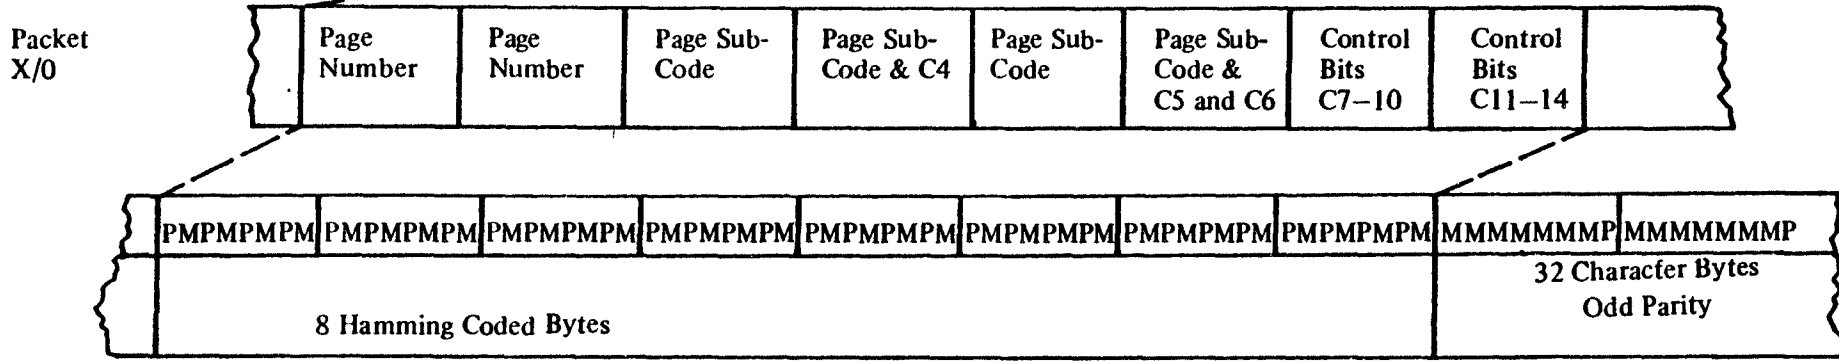 Packet
X/0
Page
Number
Page
Number
Page Sub-
Code
Page Sub-
Code & C4
Page Sub-
Code
Page Sub-
Code &
C5 and C6
Control
Bits
C7–10
Control
Bits
C11–14
PMPMPMPM PMPMPMPM PMPMPMPM PMPMPMPM PMPMPMPM PMPMPMPM PMPMPMPM PMPMPMPM MMMMMMMP MMMMMMMP
8 Hamming Coded Bytes
32 Characfer Bytes
Odd Parity